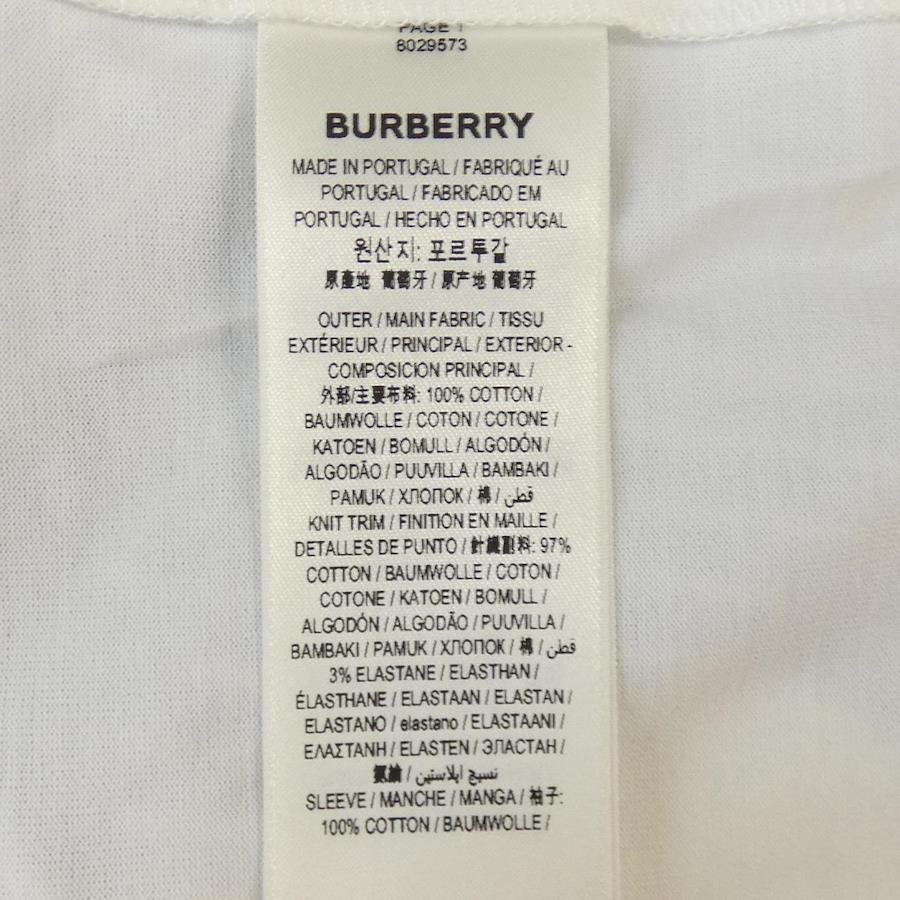 PAGE 1
8029573
BURBERRY
MADE IN PORTUGAL / FABRIQUÉ AU
PORTUGAL / FABRICADO EM
PORTUGAL / HECHO EN PORTUGAL
원산지: 포르투갈
原產地 葡萄牙 / 原产地 葡萄牙
OUTER / MAIN FABRIC / TISSU
EXTÉRIEUR / PRINCIPAL / EXTERIOR -
COMPOSICION PRINCIPAL /
外部/主要布料: 100% COTTON /
BAUMWOLLE / COTON / COTONE /
KATOEN / BOMULL / ALGODÓN /
ALGODÃO / PUUVILLA / BAMBAKI /
PAMUK / ХЛОПОК / 棉 / قطن
KNIT TRIM / FINITION EN MAILLE /
DETALLES DE PUNTO / 針織副料: 97%
COTTON / BAUMWOLLE / COTON /
COTONE / KATOEN / BOMULL /
ALGODÓN / ALGODÃO / PUUVILLA /
BAMBAKI / PAMUK / ХЛОПОК / 棉 / قطن
3% ELASTANE / ELASTHAN /
ÉLASTHANE / ELASTAAN / ELASTAN /
ELASTANO / elastano / ELASTAANI /
ΕΛΑΣΤΑΝΗ / ELASTEN / ЭЛАСТАН /
氨綸 / نسيج ايلاستين
SLEEVE / MANCHE / MANGA / 袖子:
100% COTTON / BAUMWOLLE /